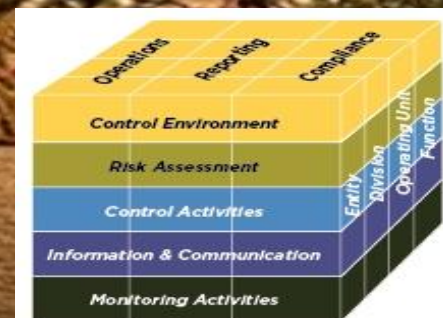 Operations
Reporting
Compliance
Control Environment
Risk Assessment
Control Activities
Information & Communication
Monitoring Activities
Entity
Division
Operating Unit
Function